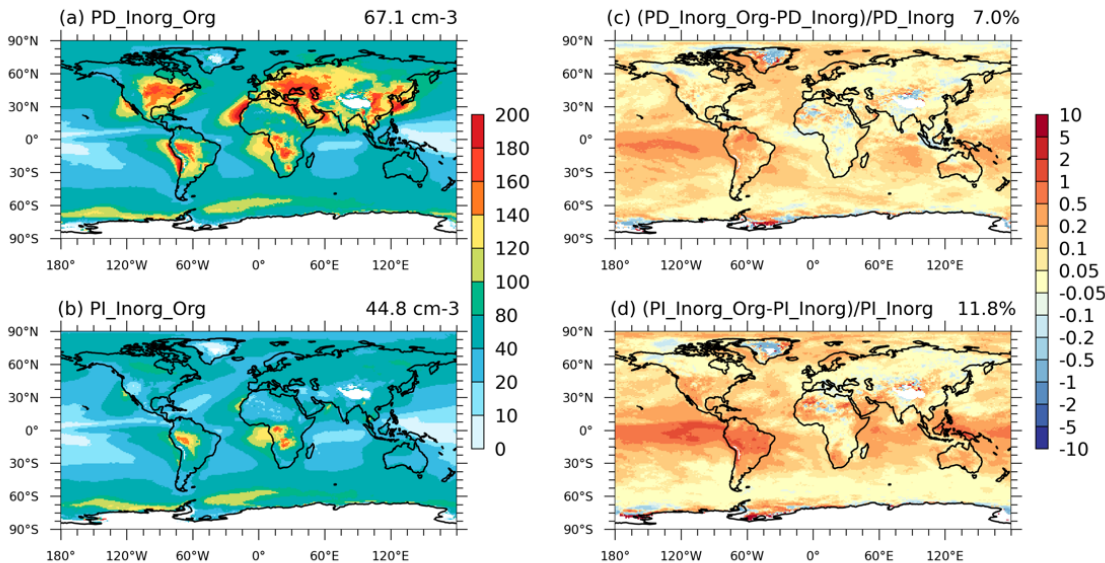 (a) PD_Inorg_Org 67.1 cm-3
90°N
60°N
30°N
0°
30°S
60°S
90°S
180° 120°W 60°W 0° 60°E 120°E
(b) PI_Inorg_Org 44.8 cm-3
90°N
60°N
30°N
0°
30°S
60°S
90°S
180° 120°W 60°W 0° 60°E 120°E
200
180
160
140
120
100
80
40
20
10
0
(c) (PD_Inorg_Org-PD_Inorg)/PD_Inorg 7.0%
90°N
60°N
30°N
0°
30°S
60°S
90°S
180° 120°W 60°W 0° 60°E 120°E
(d) (PI_Inorg_Org-PI_Inorg)/PI_Inorg 11.8%
90°N
60°N
30°N
0°
30°S
60°S
90°S
180° 120°W 60°W 0° 60°E 120°E
10
5
2
1
0.5
0.2
0.1
0.05
-0.05
-0.1
-0.2
-0.5
-1
-2
-5
-10